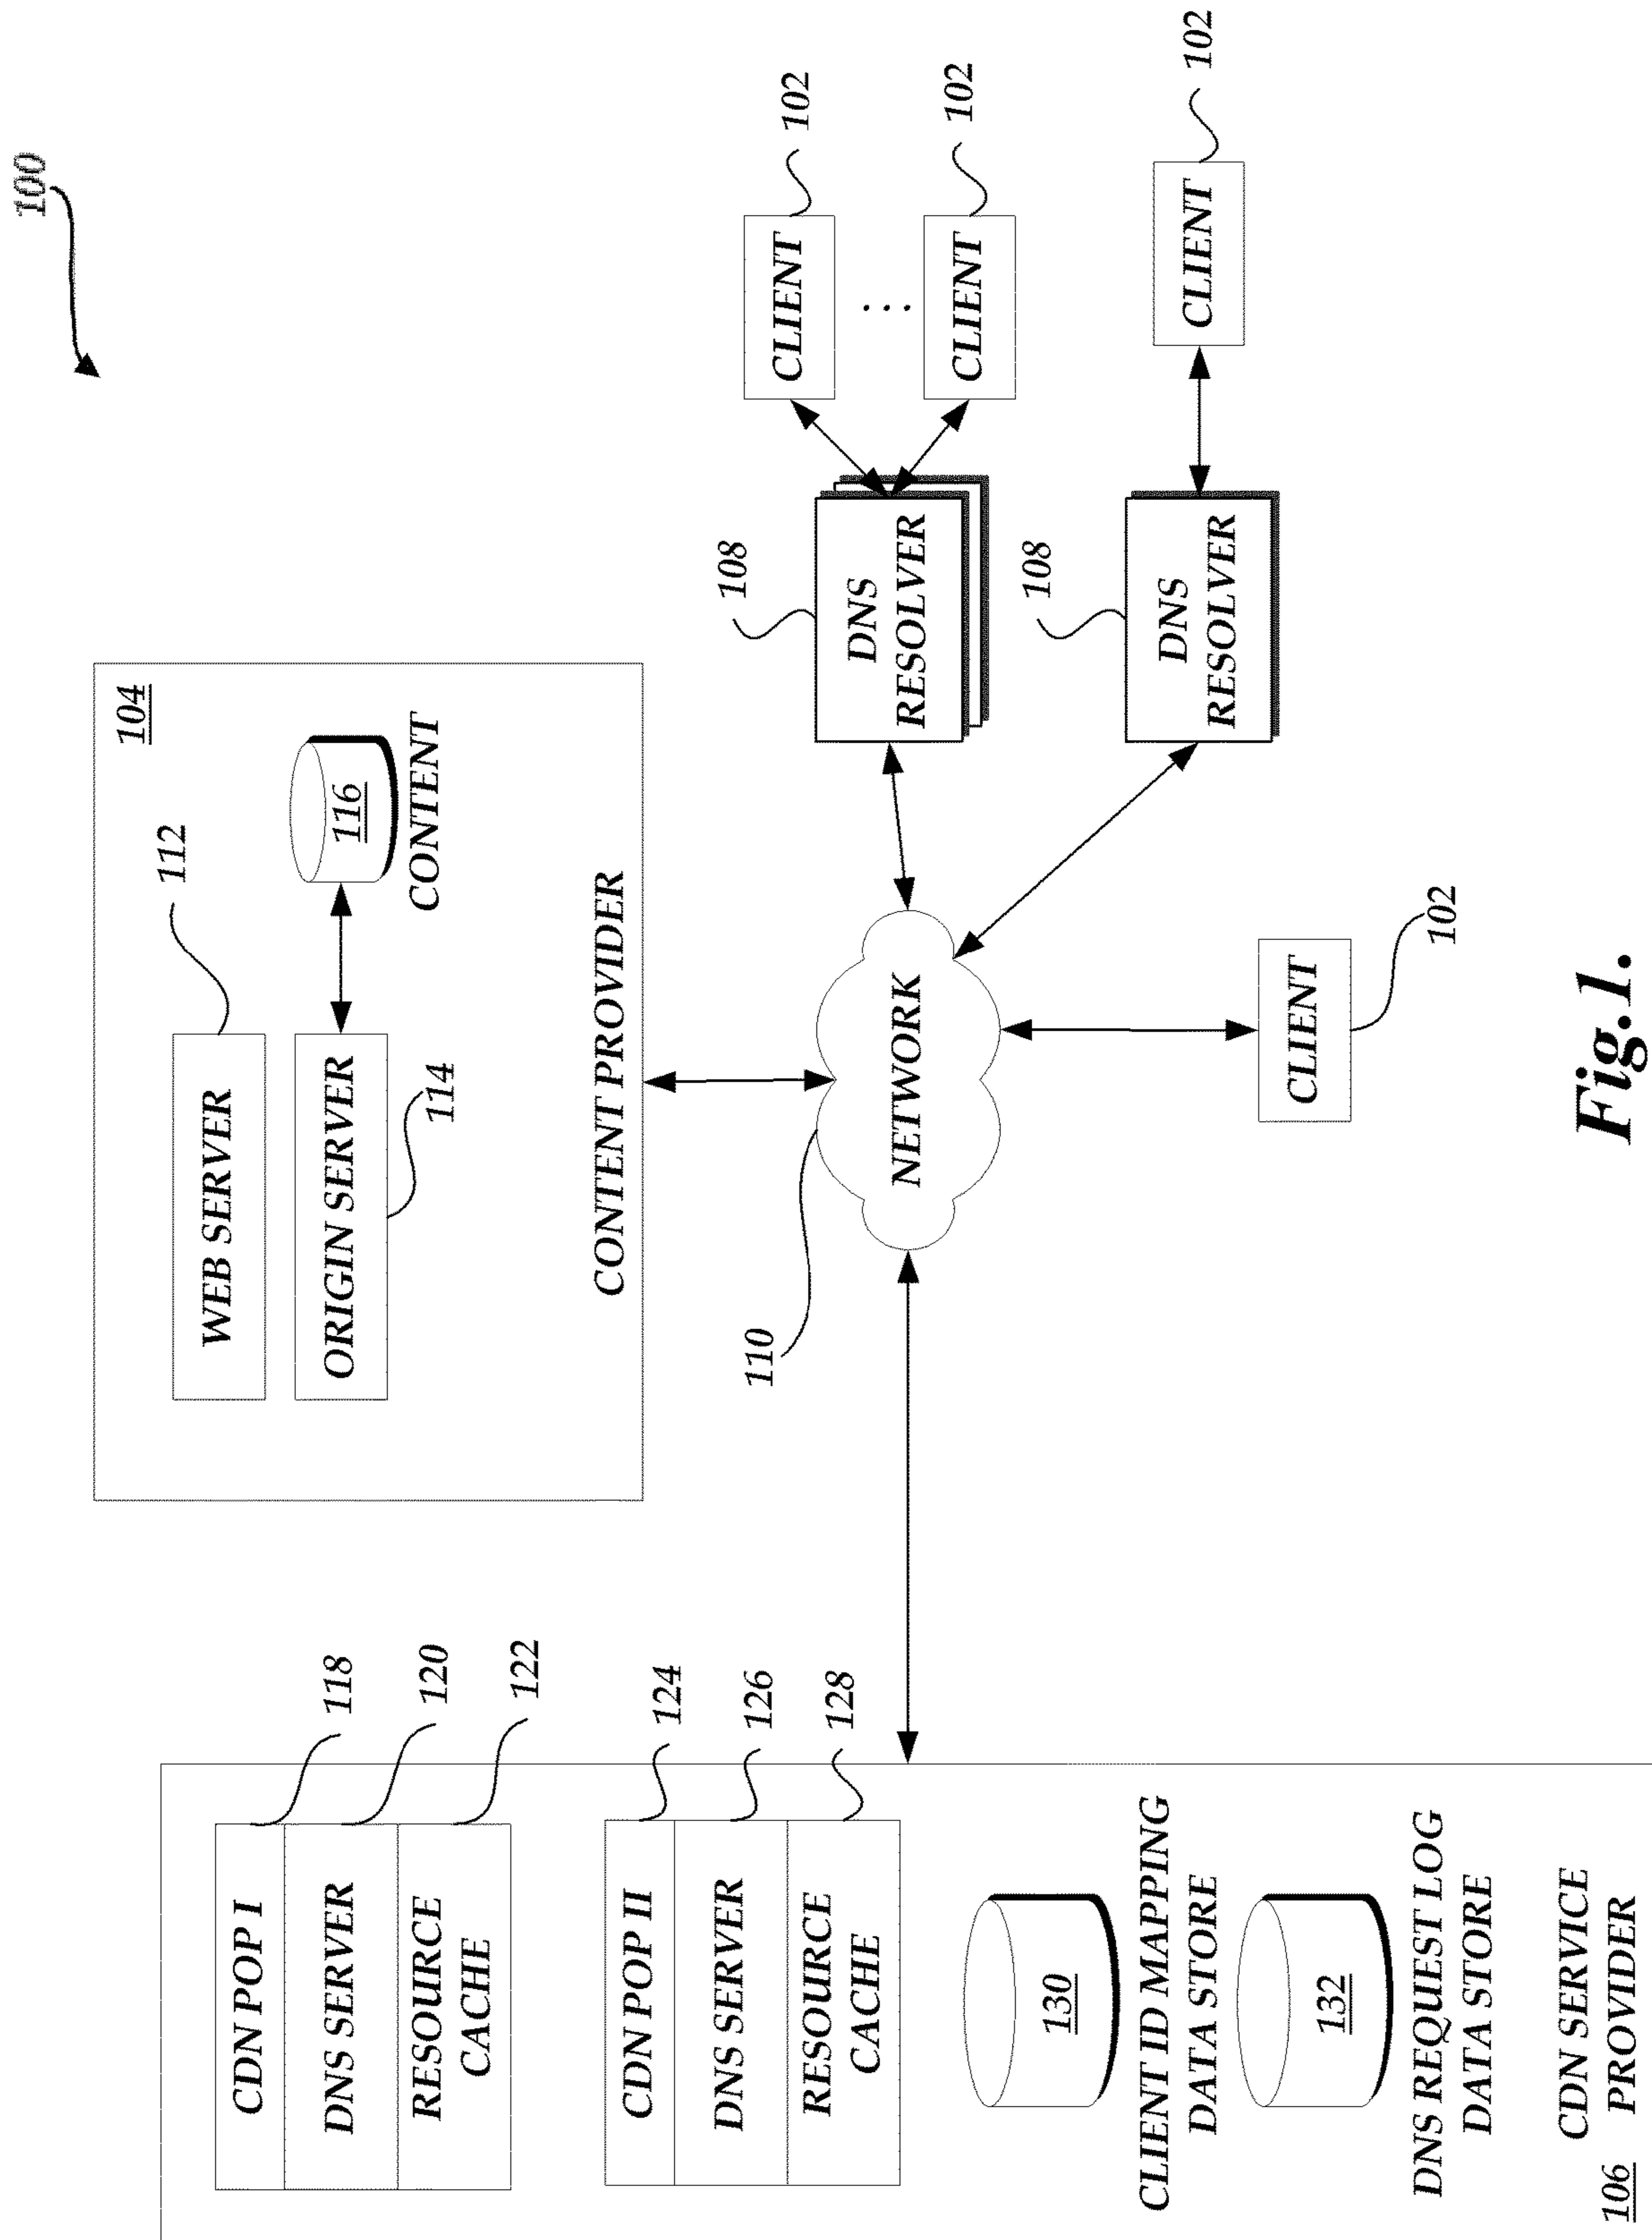 100
104
WEB SERVER
112
ORIGIN SERVER
114
116
CONTENT
CONTENT PROVIDER
CDN POP I
118
DNS SERVER
120
RESOURCE
CACHE
122
CDN POP II
124
DNS SERVER
126
RESOURCE
CACHE
128
130
CLIENT ID MAPPING
DATA STORE
132
DNS REQUEST LOG
DATA STORE
CDN SERVICE
PROVIDER
106
110
NETWORK
108
DNS
RESOLVER
CLIENT
102
...
CLIENT
102
108
DNS
RESOLVER
CLIENT
102
CLIENT
102
Fig.1.